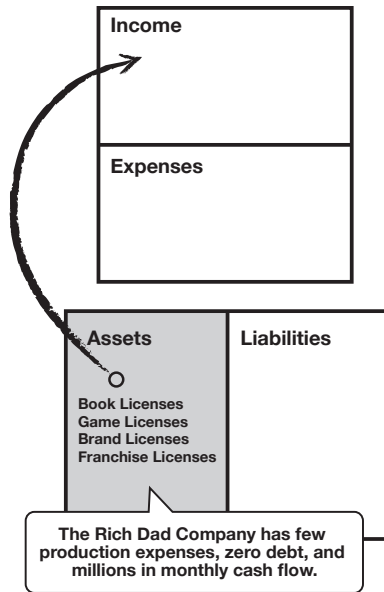 Income
Expenses
Assets
Liabilities
Book Licenses
Game Licenses
Brand Licenses
Franchise Licenses
The Rich Dad Company has few
production expenses, zero debt, and
millions in monthly cash flow.